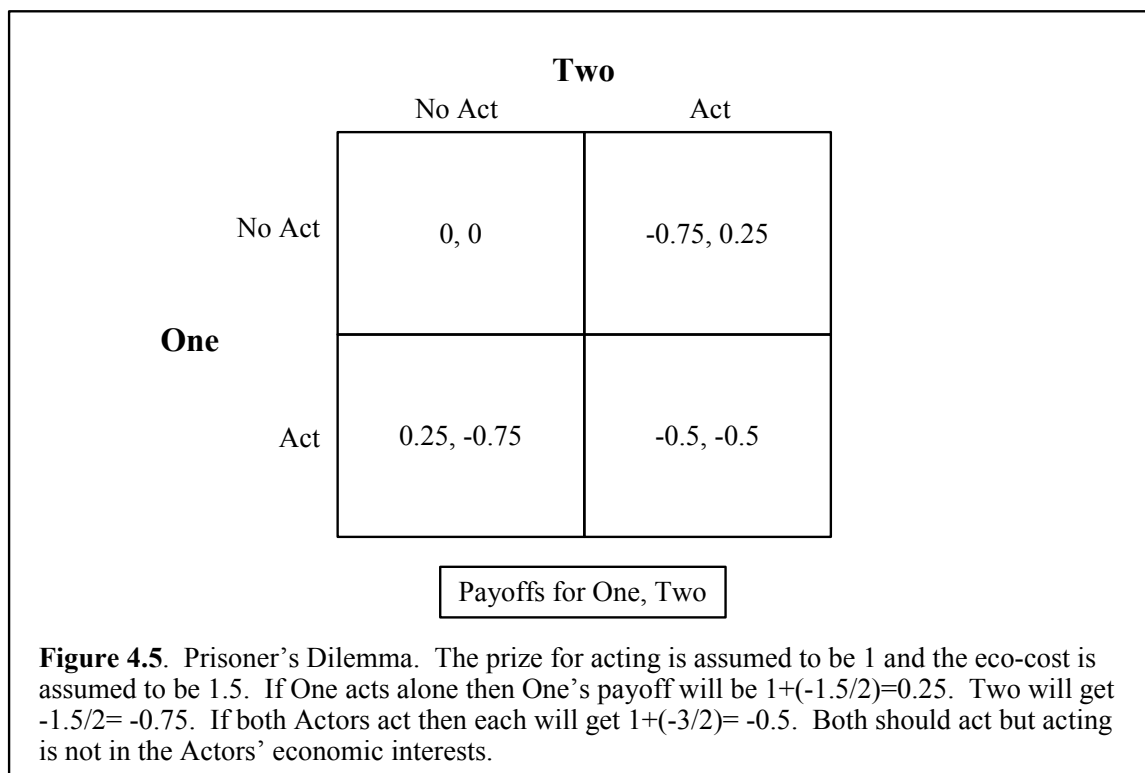 Two
No Act Act
No Act 0, 0 -0.75, 0.25
One
Act 0.25, -0.75 -0.5, -0.5
Payoffs for One, Two
Figure 4.5. Prisoner’s Dilemma. The prize for acting is assumed to be 1 and the eco-cost is
assumed to be 1.5. If One acts alone then One’s payoff will be 1+(-1.5/2)=0.25. Two will get
-1.5/2= -0.75. If both Actors act then each will get 1+(-3/2)= -0.5. Both should act but acting
is not in the Actors’ economic interests.